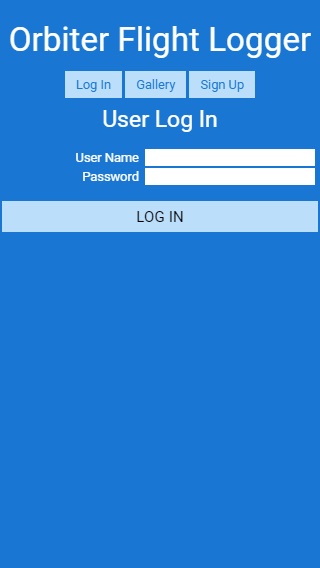 Orbiter Flight Logger
Log In Gallery Sign Up
User Log In
User Name
Password
LOG IN